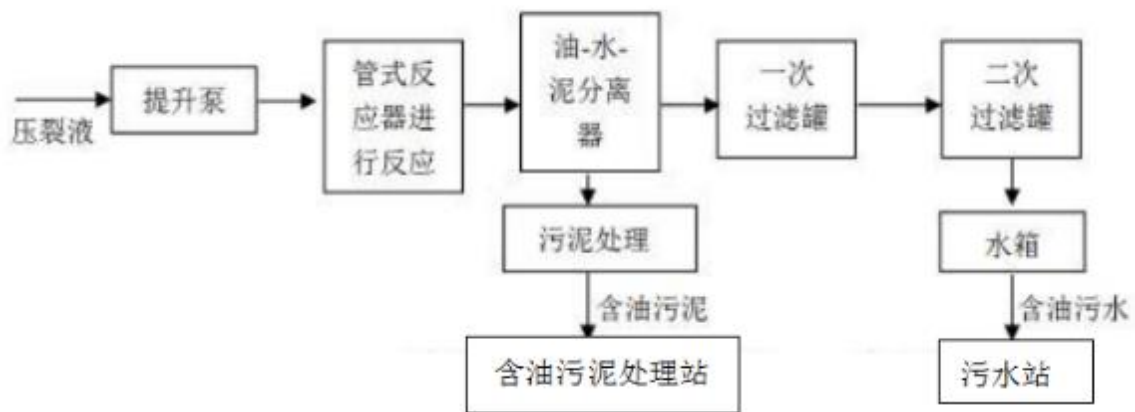 压裂液
提升泵
管式反
应器进
行反应
油-水-
泥分离
器
一次
过滤罐
二次
过滤罐
污泥处理
水箱
含油污泥
含油污水
含油污泥处理站
污水站